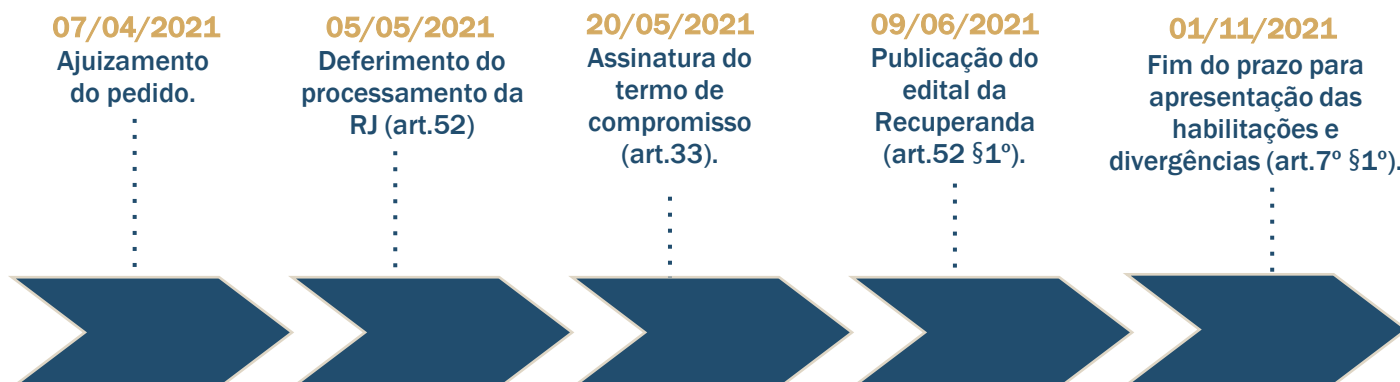 07/04/2021
Ajuizamento
do pedido.
05/05/2021
Deferimento do
processamento da
RJ (art.52)
20/05/2021
Assinatura do
termo de
compromisso
(art.33).
09/06/2021
Publicação do
edital da
Recuperanda
(art.52 §1º).
01/11/2021
Fim do prazo para
apresentação das
habilitações e
divergências (art.7º §1º).